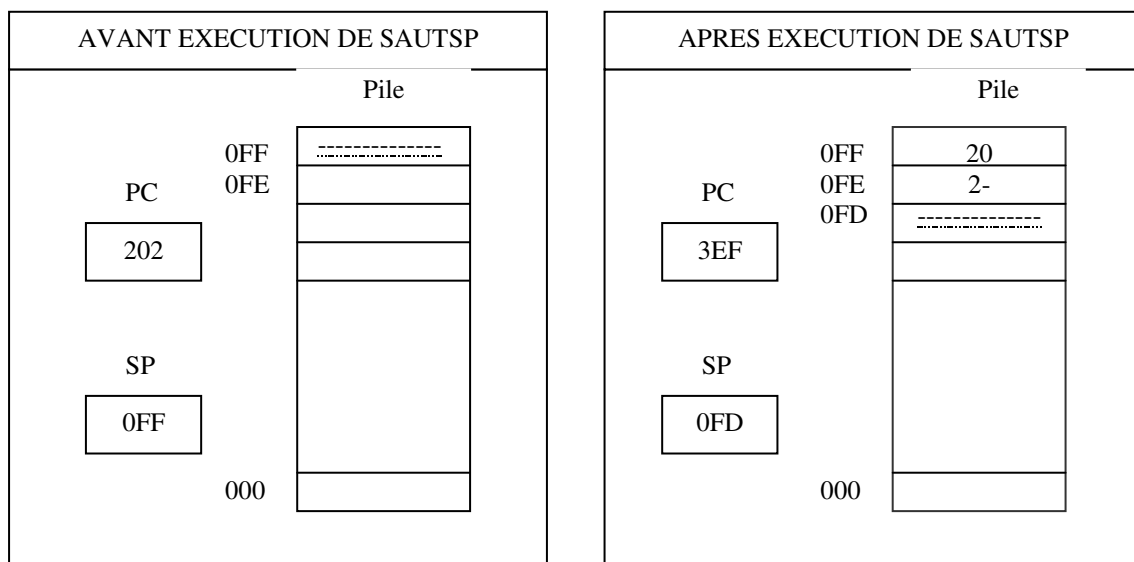 AVANT EXECUTION DE SAUTSP
Pile
0FF
0FE
PC
202
SP
0FF
000
APRES EXECUTION DE SAUTSP
Pile
0FF 20
0FE 2-
PC
0FD
3EF
SP
0FD
000